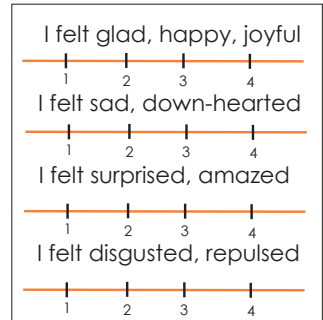 I felt glad, happy, joyful
1 2 3 4
I felt sad, down-hearted
1 2 3 4
I felt surprised, amazed
1 2 3 4
I felt disgusted, repulsed
1 2 3 4